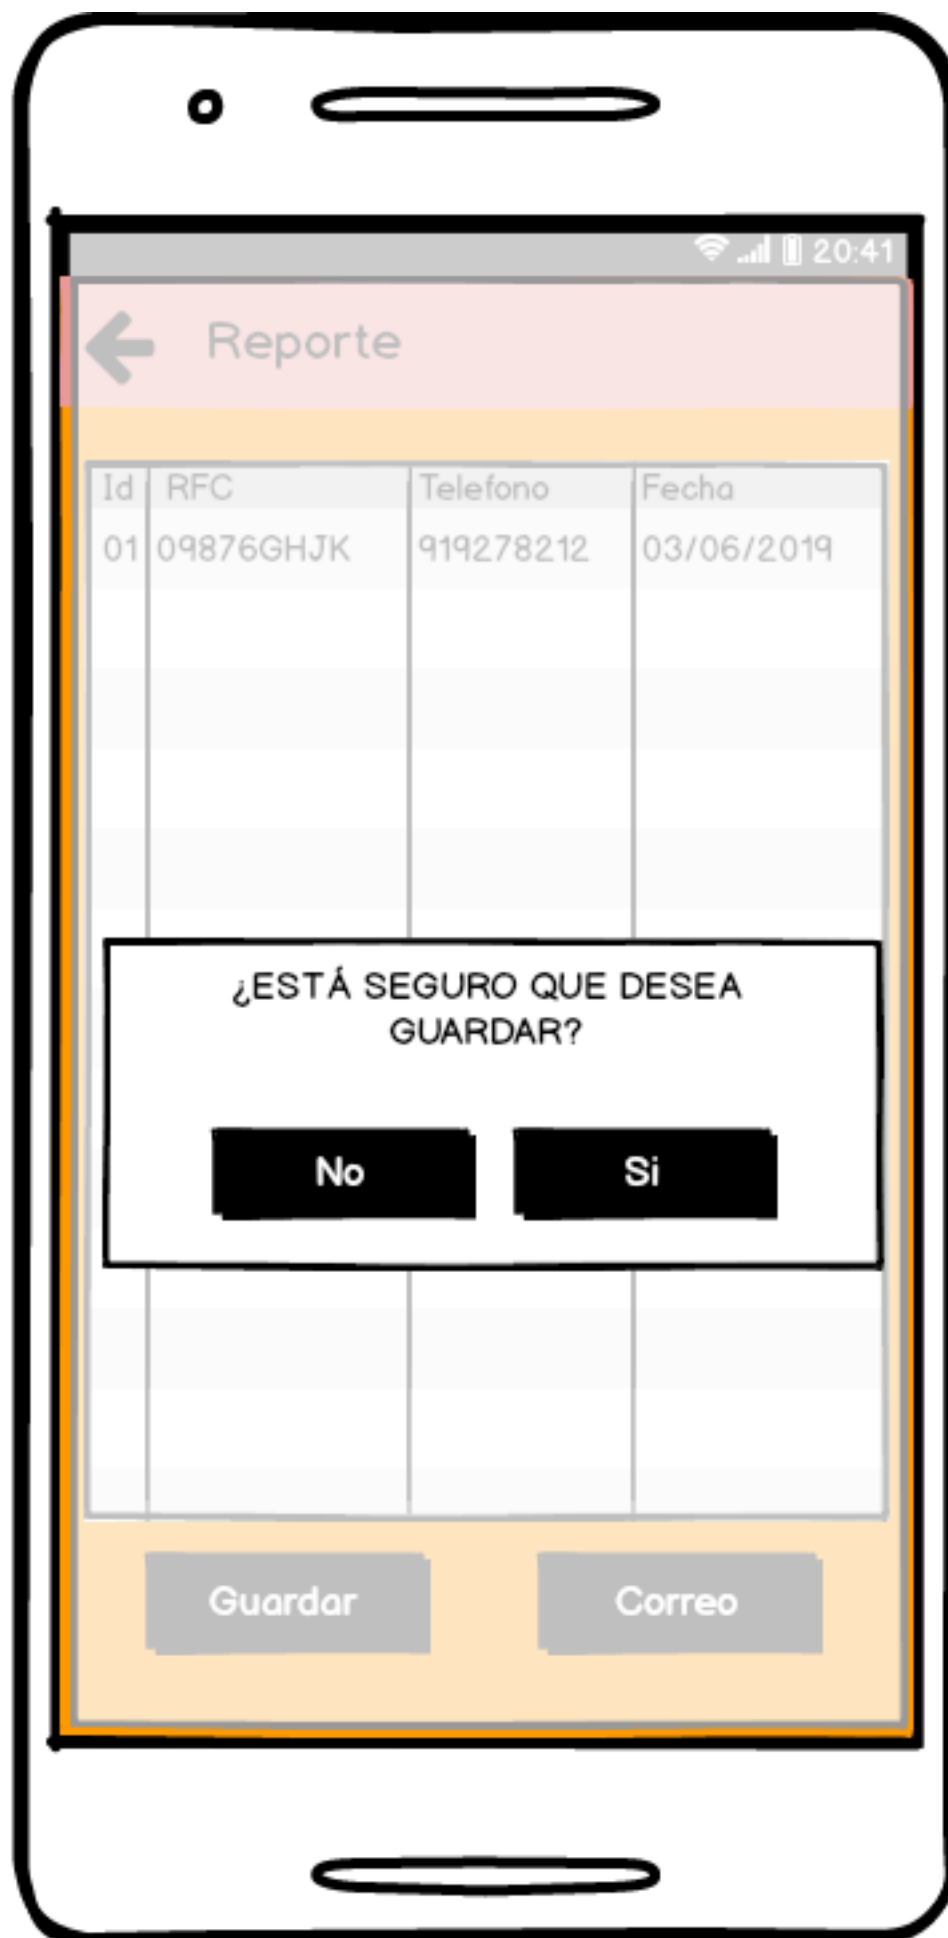 20:41
Reporte
Id RFC Telefono Fecha
01 09876GHJK 919278212 03/06/2019
¿ESTÁ SEGURO QUE DESEA
GUARDAR?
No Si
Guardar Correo